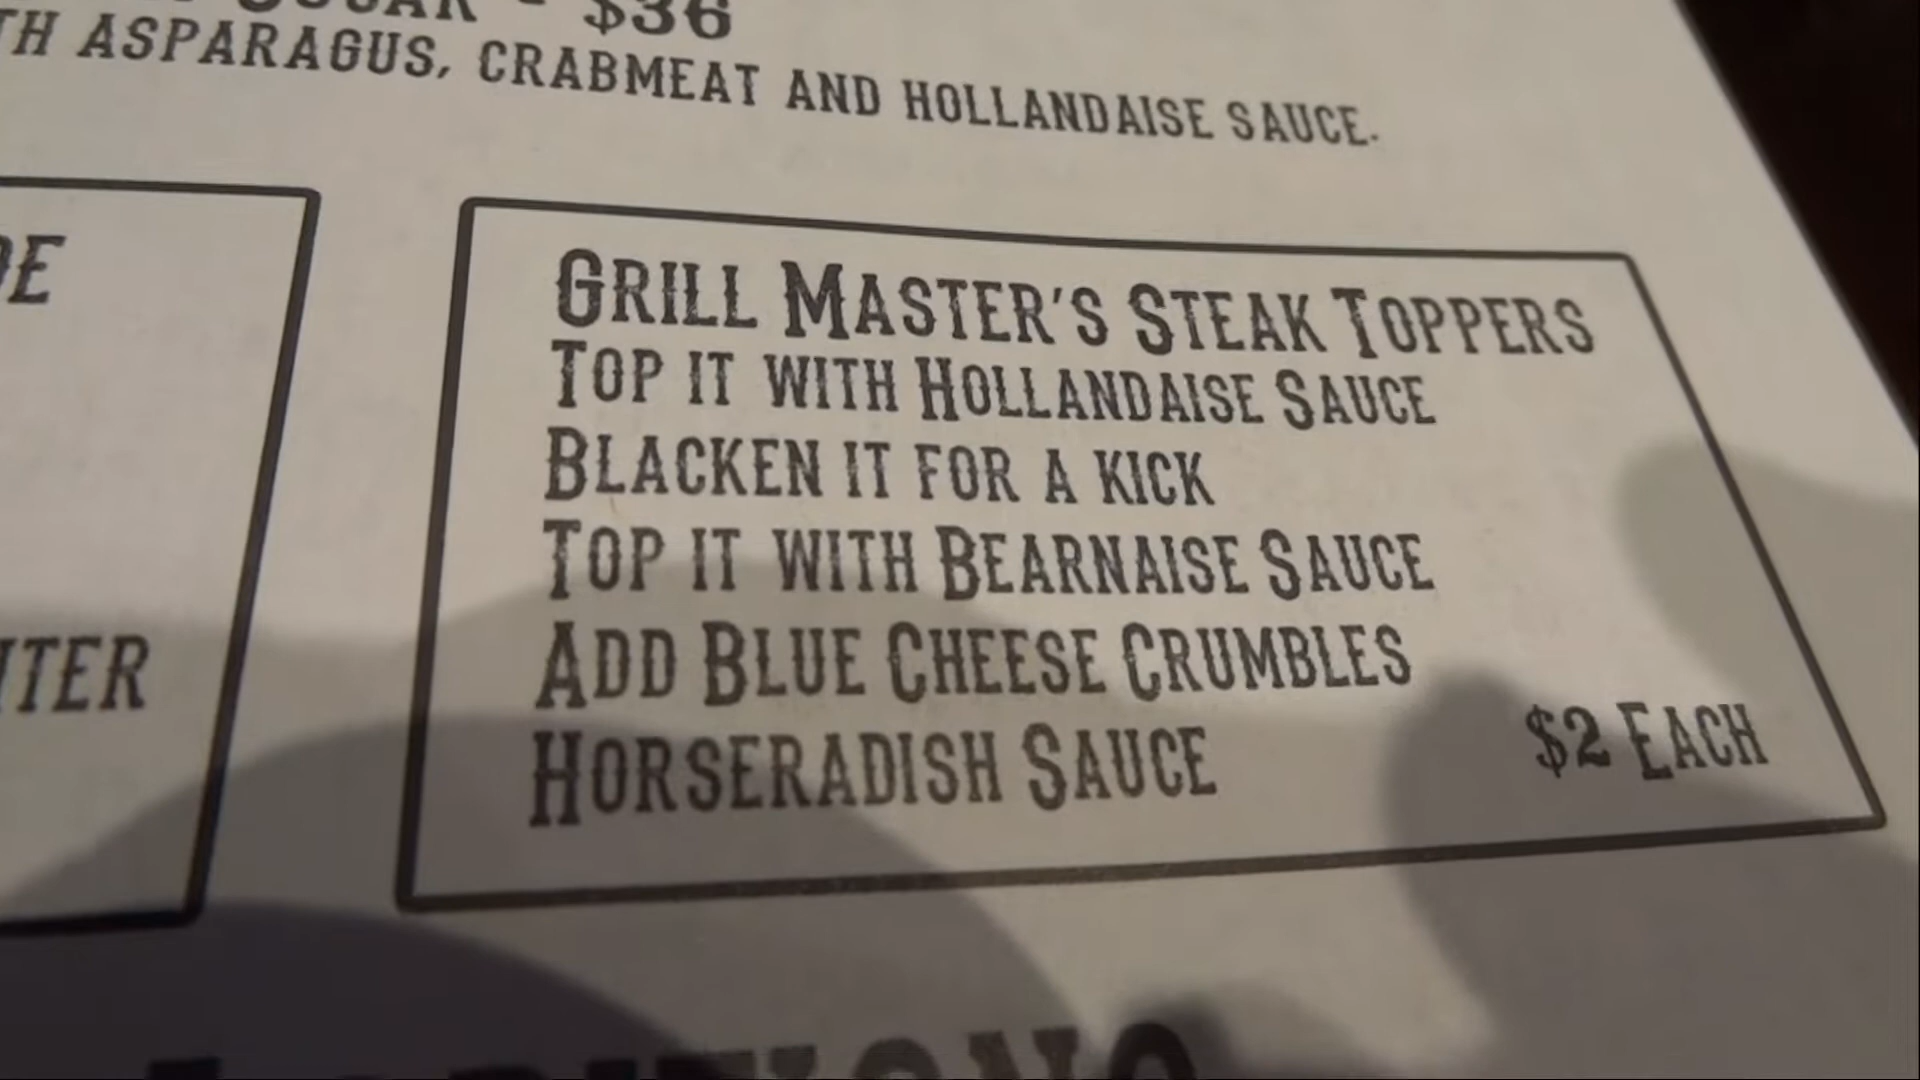 $36
ASPARAGUS, CRABMEAT AND HOLLANDAISE SAUCE.
GRILL MASTER'S STEAK TOPPERS
TOP IT WITH HOLLANDAISE SAUCE
BLACKEN IT FOR A KICK
TOP IT WITH BEARNAISE SAUCE
ADD BLUE CHEESE CRUMBLES
HORSERADISH SAUCE
$2 EACH